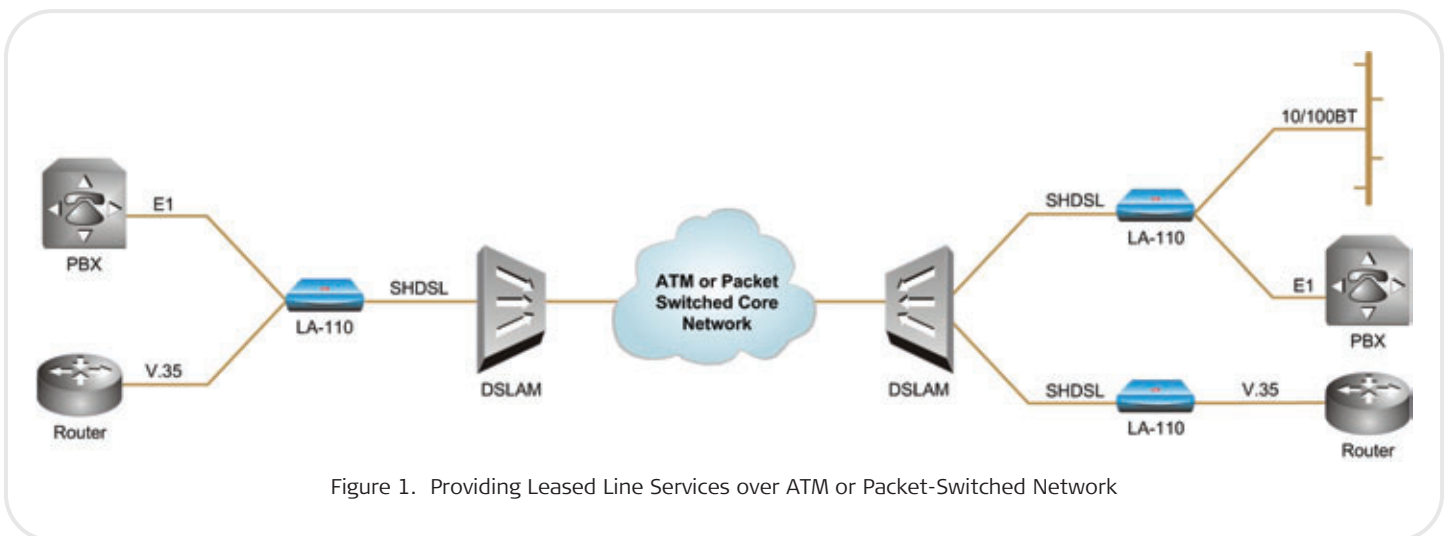 10/100BT
E1
PBX
SHDSL
LA-110
SHDSL
DSLAM
ATM or Packet
Switched Core
Network
DSLAM
SHDSL
LA-110
E1
PBX
V.35
Router
SHDSL
LA-110
V.35
Router
Figure 1. Providing Leased Line Services over ATM or Packet-Switched Network